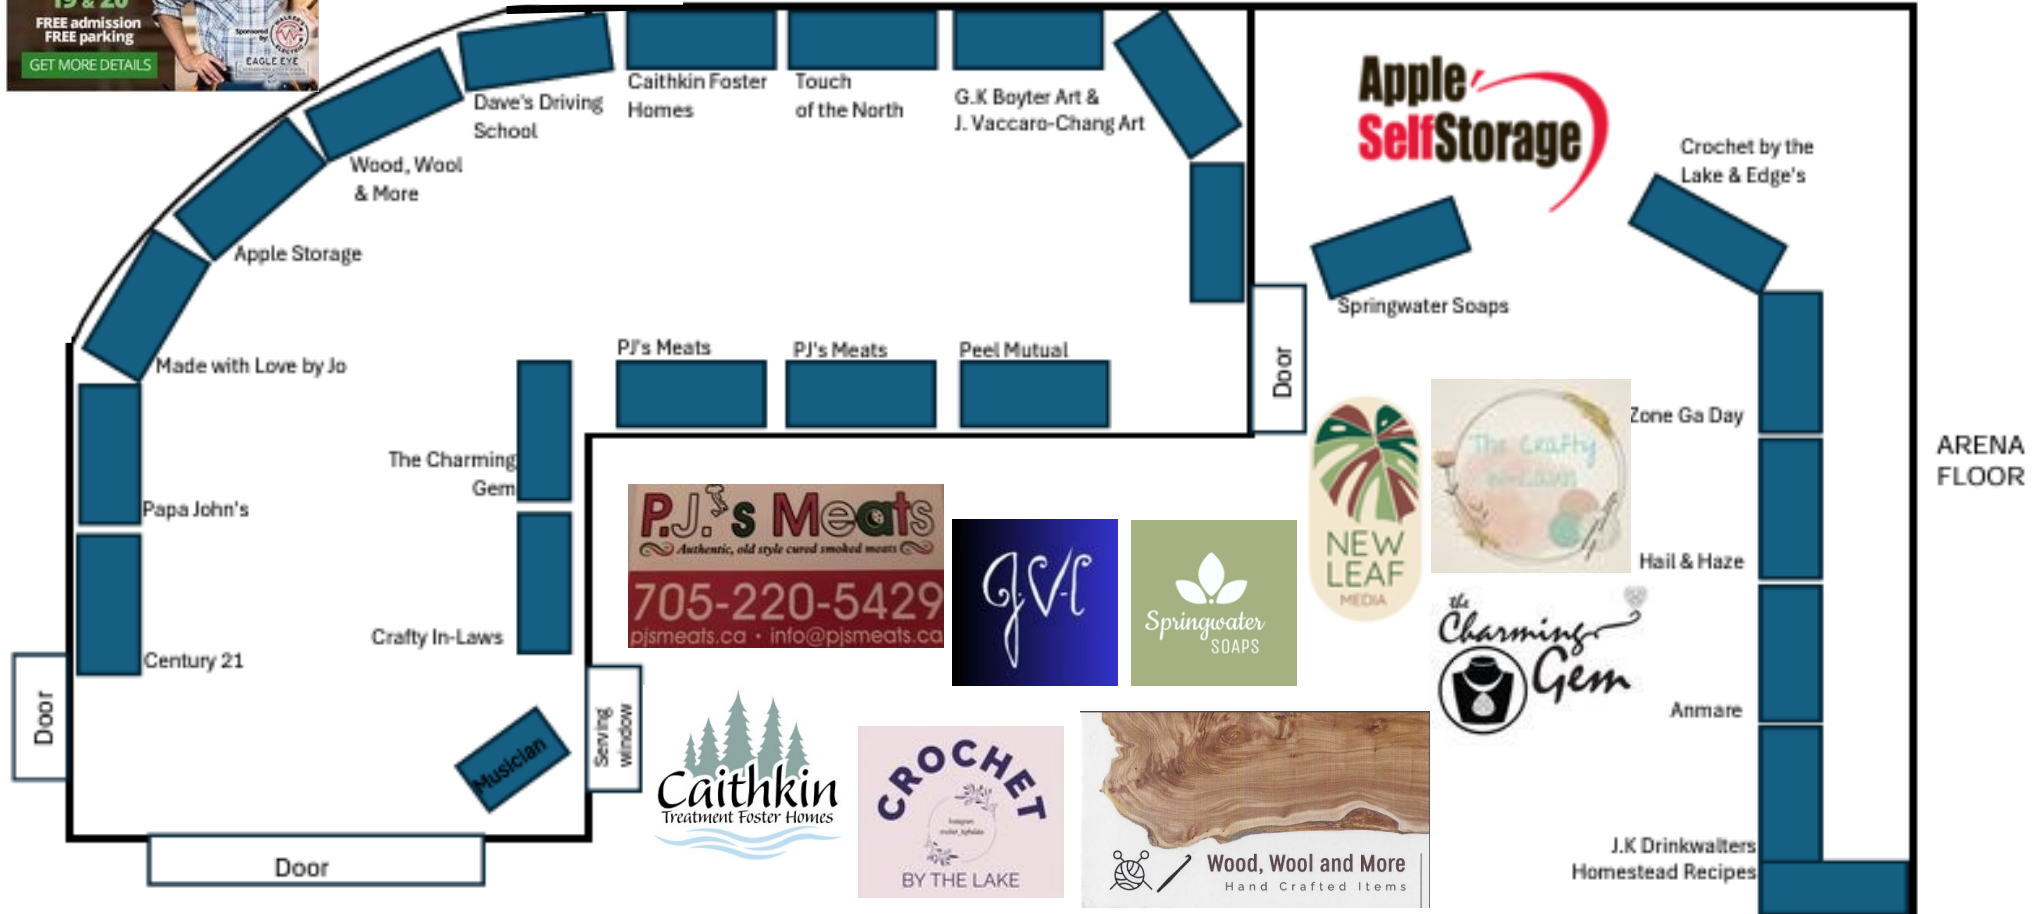 19 & 20
FREE admission
FREE parking
GET MORE DETAILS
Sponsored
by:
EAGLE EYE
Dave's Driving
School
Caithkin Foster
Homes
Touch
of the North
G.K Boyter Art &
J. Vaccaro-Chang Art
Wood, Wool
& More
Apple Storage
Made with Love by Jo
Papa John's
Century 21
The Charming
Gem
Crafty In-Laws
PJ's Meats
PJ's Meats
Peel Mutual
Musician
Serving
window
Door
Door
Door
Apple
SelfStorage
Crochet by the
Lake & Edge's
Springwater Soaps
Zone Ga Day
Hail & Haze
Anmare
J.K Drinkwalters
Homestead Recipes
ARENA
FLOOR
P.J.'s Meats
Authentic, old style cured smoked meats
705-220-5429
pjsmeats.ca • info@pjsmeats.ca
Springwater
SOAPS
NEW
LEAF
MEDIA
The Crafty
in-Laws
the
Charming
Gem
Caithkin
Treatment Foster Homes
CROCHET
Instagram
BY THE LAKE
Wood, Wool and More
Hand Crafted Items